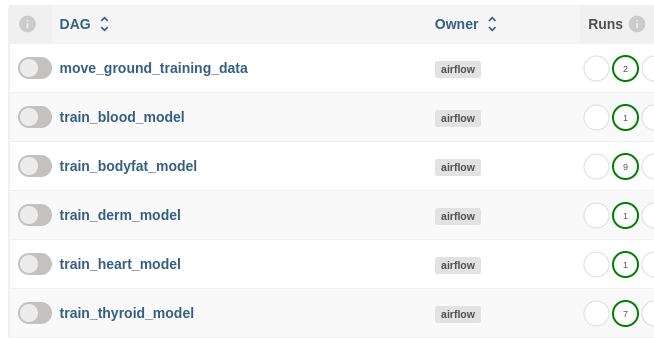 DAG Owner Runs
move_ground_training_data airflow 2
train_blood_model airflow 1
train_bodyfat_model airflow 9
train_derm_model airflow 1
train_heart_model airflow 1
train_thyroid_model airflow 7